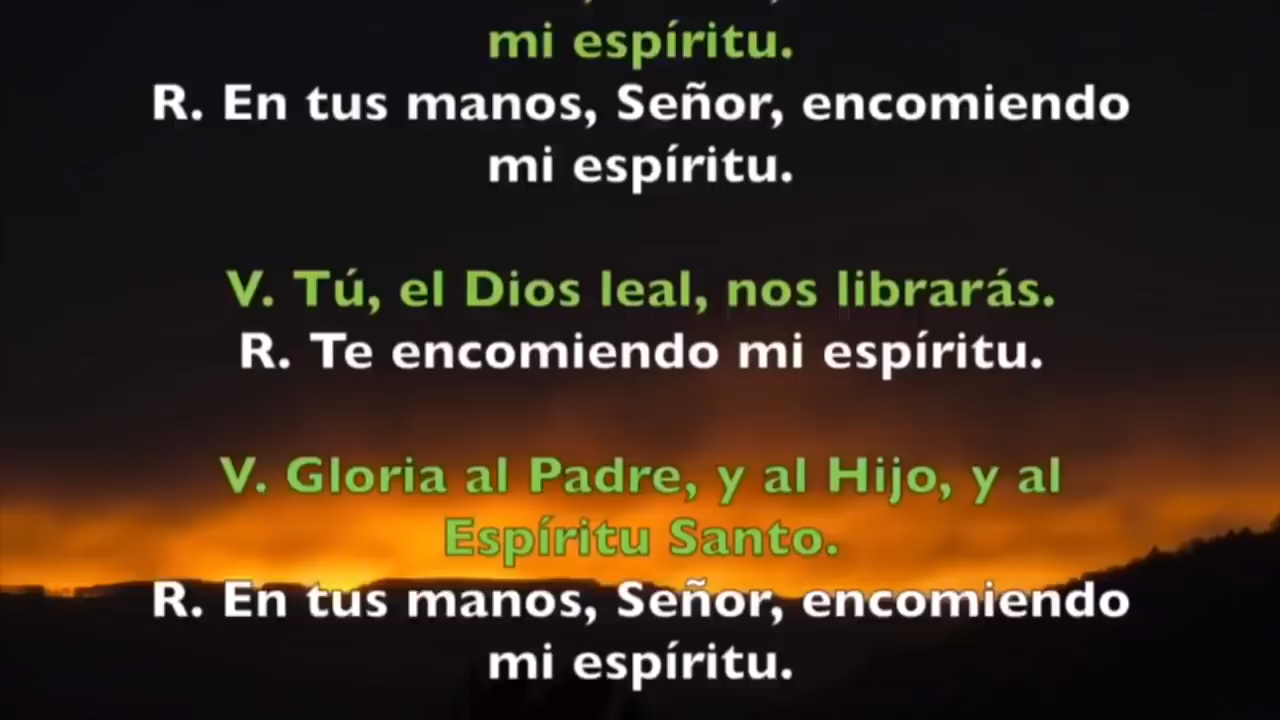 mi espíritu.
R. En tus manos, Señor, encomiendo
mi espíritu.
V. Tú, el Dios leal, nos librarás.
R. Te encomiendo mi espíritu.
V. Gloria al Padre, y al Hijo, y al
Espíritu Santo.
R. En tus manos, Señor, encomiendo
mi espíritu.